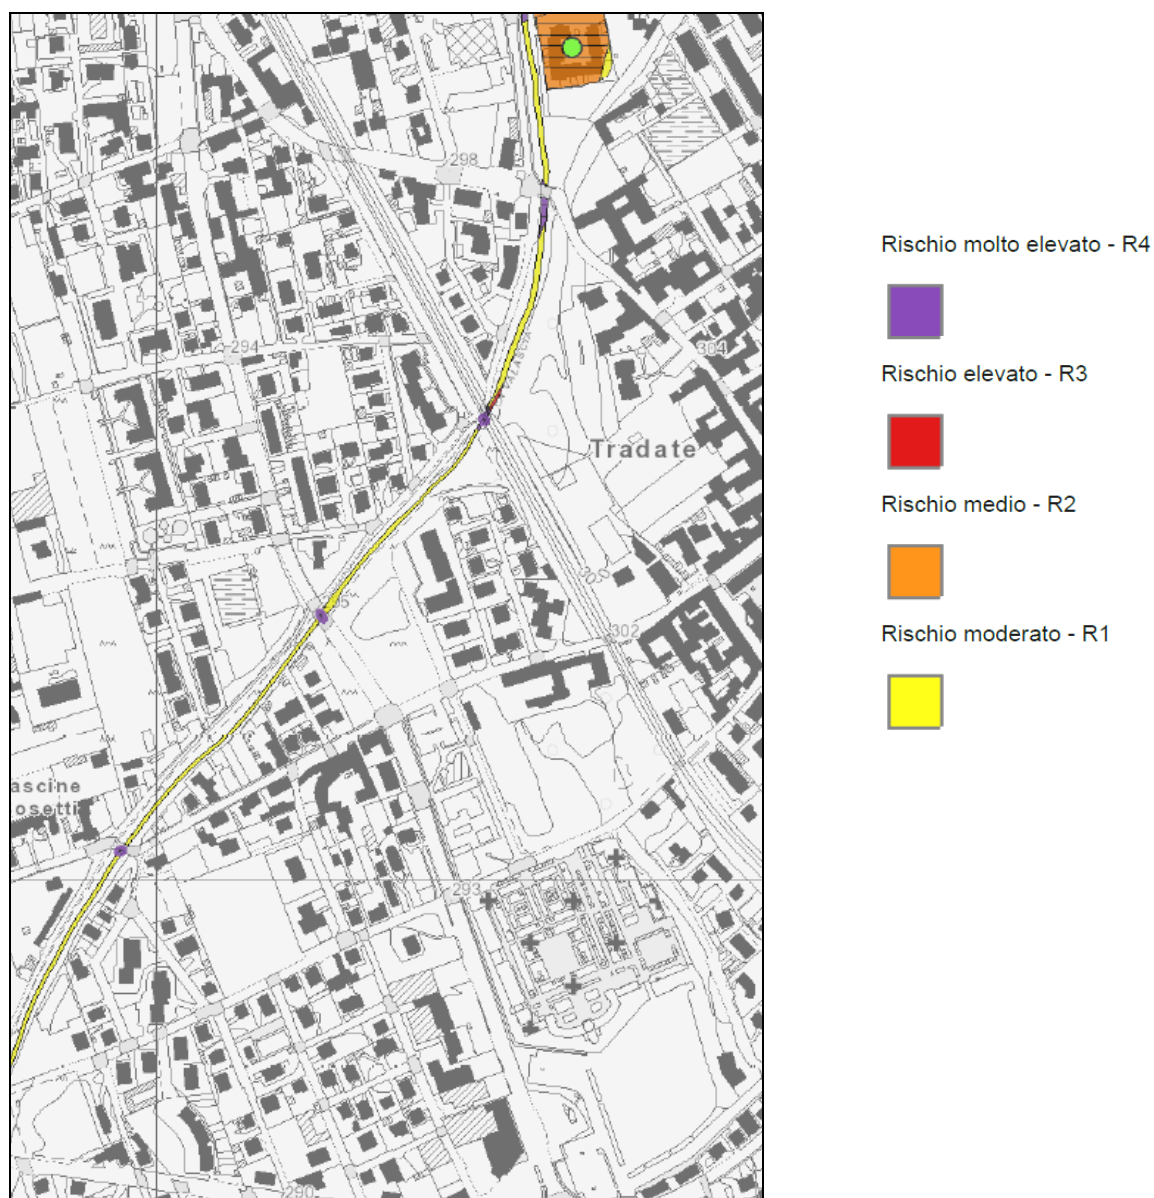 298
Rischio molto elevato - R4
294
304
Rischio elevato - R3
Tradate
Rischio medio - R2
302
Rischio moderato - R1
ascine
osetti
293
290